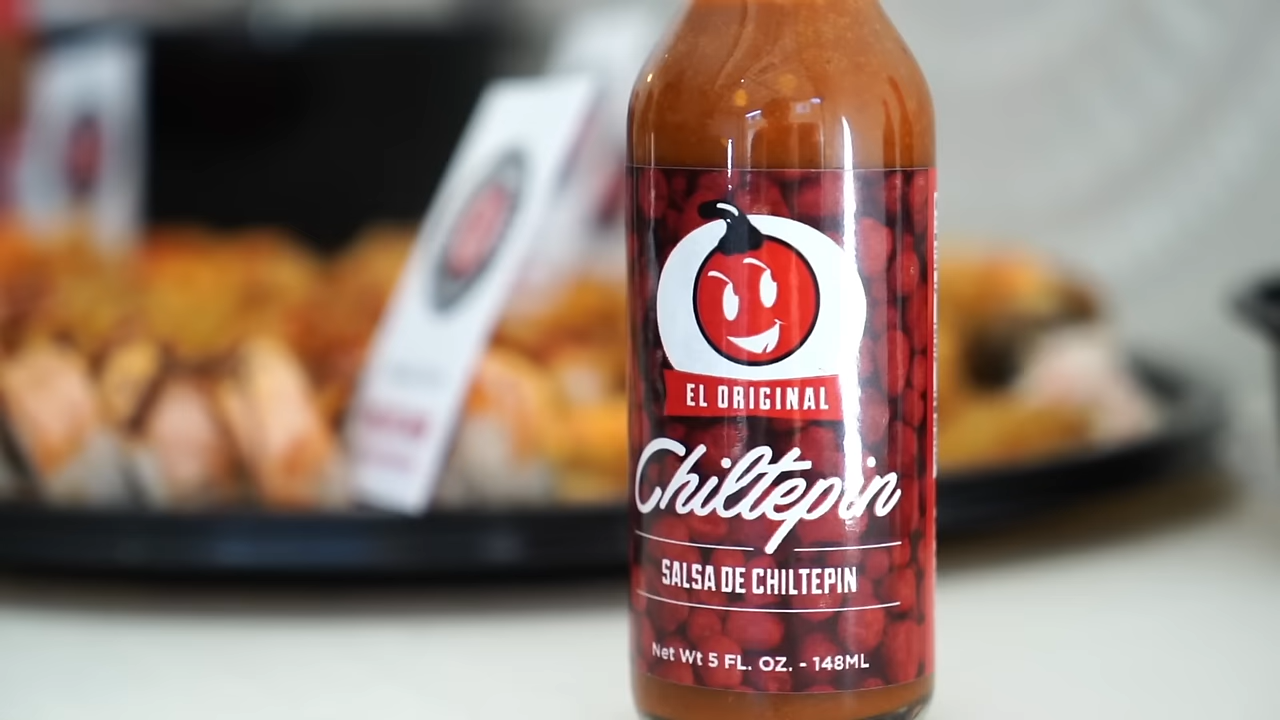 EL ORIGINAL
Chiltepin
SALSA DE CHILTEPIN
Net Wt 5 FL. OZ. - 148ML